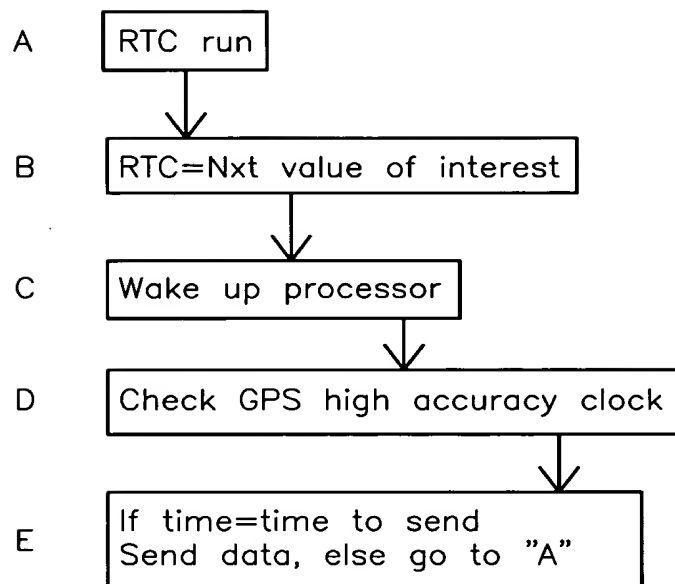 A RTC run
B RTC=Nxt value of interest
C Wake up processor
D Check GPS high accuracy clock
E If time=time to send
Send data, else go to "A"